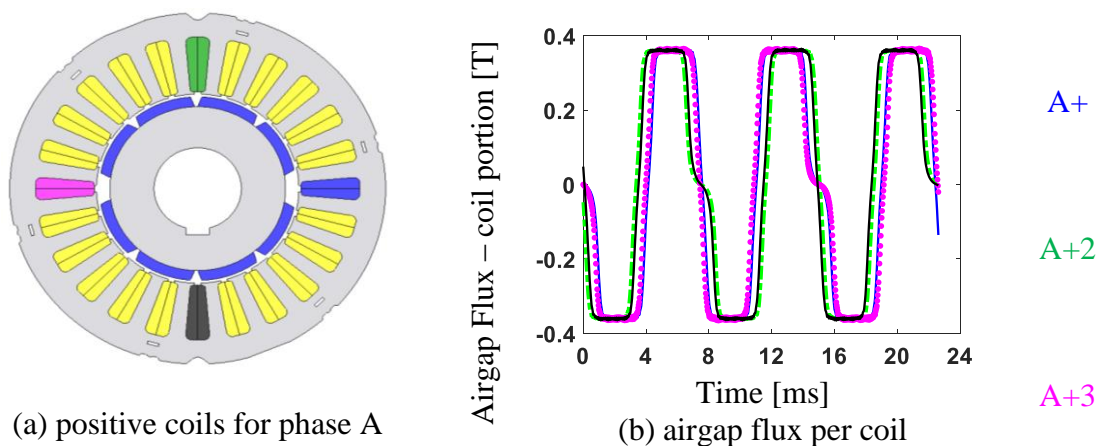 Airgap Flux – coil portion [T]
0.4
0.2
0
-0.2
-0.4
0 4 8 12 16 20 24
Time [ms]
A+
A+2
A+3
(a) positive coils for phase A
(b) airgap flux per coil